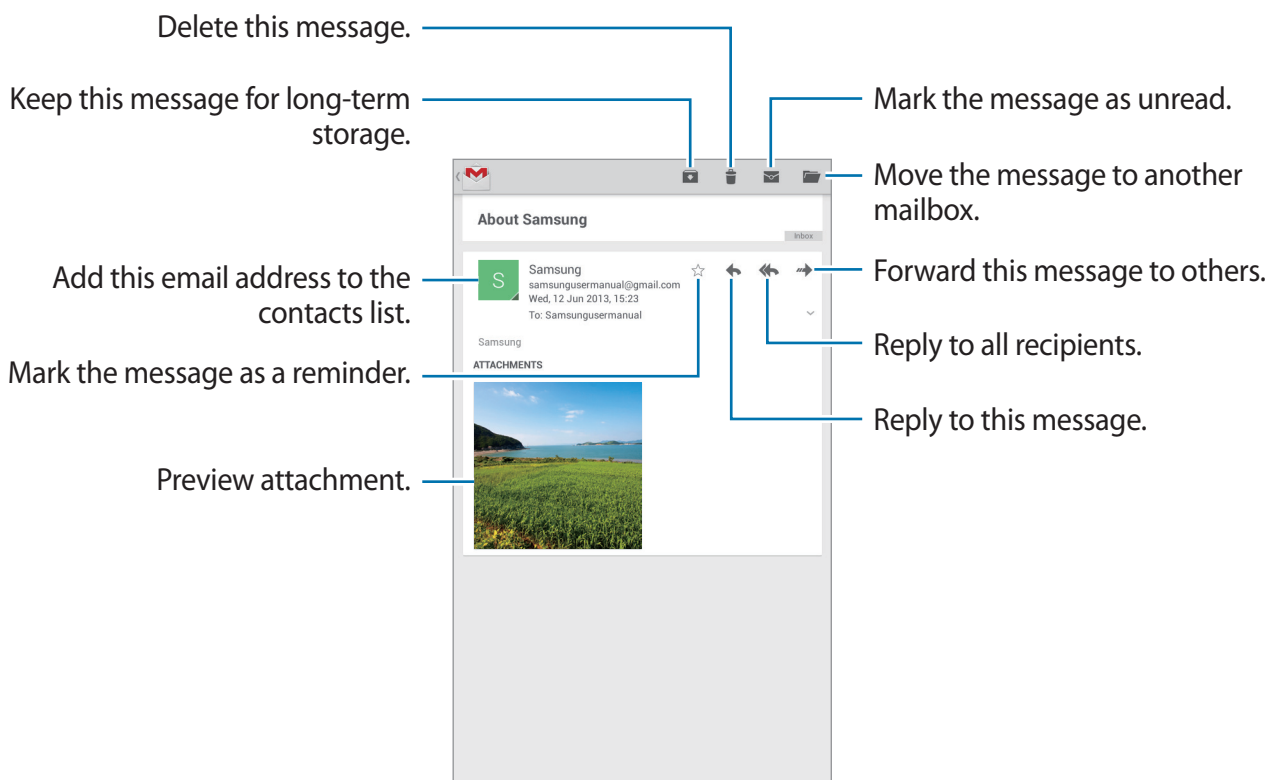 Delete this message.
Keep this message for long-term
storage.
Mark the message as unread.
Move the message to another
mailbox.
About Samsung
Inbox
Add this email address to the
contacts list.
S
Samsung
samsungusermanual@gmail.com
Wed, 12 Jun 2013, 15:23
To: Samsungusermanual
Forward this message to others.
Samsung
Reply to all recipients.
ATTACHMENTS
Mark the message as a reminder.
Reply to this message.
Preview attachment.